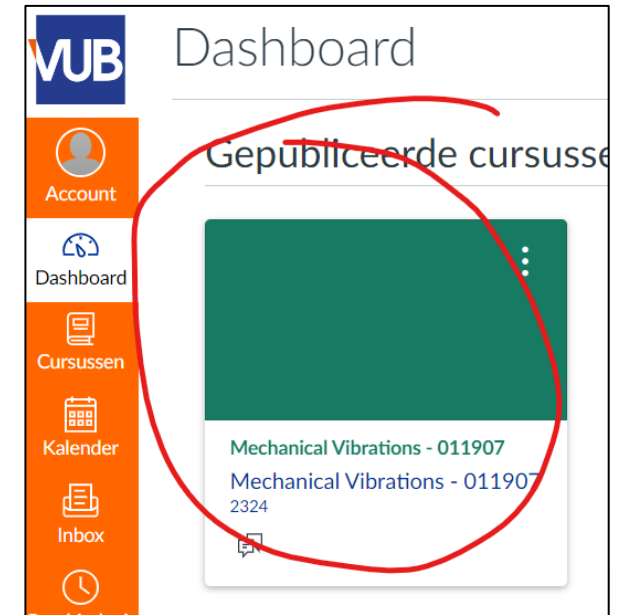 VUB
Dashboard
Gepubliceerde cursusse
Account
Dashboard
Cursussen
Kalender
Inbox
Mechanical Vibrations - 011907
Mechanical Vibrations - 011907
2324